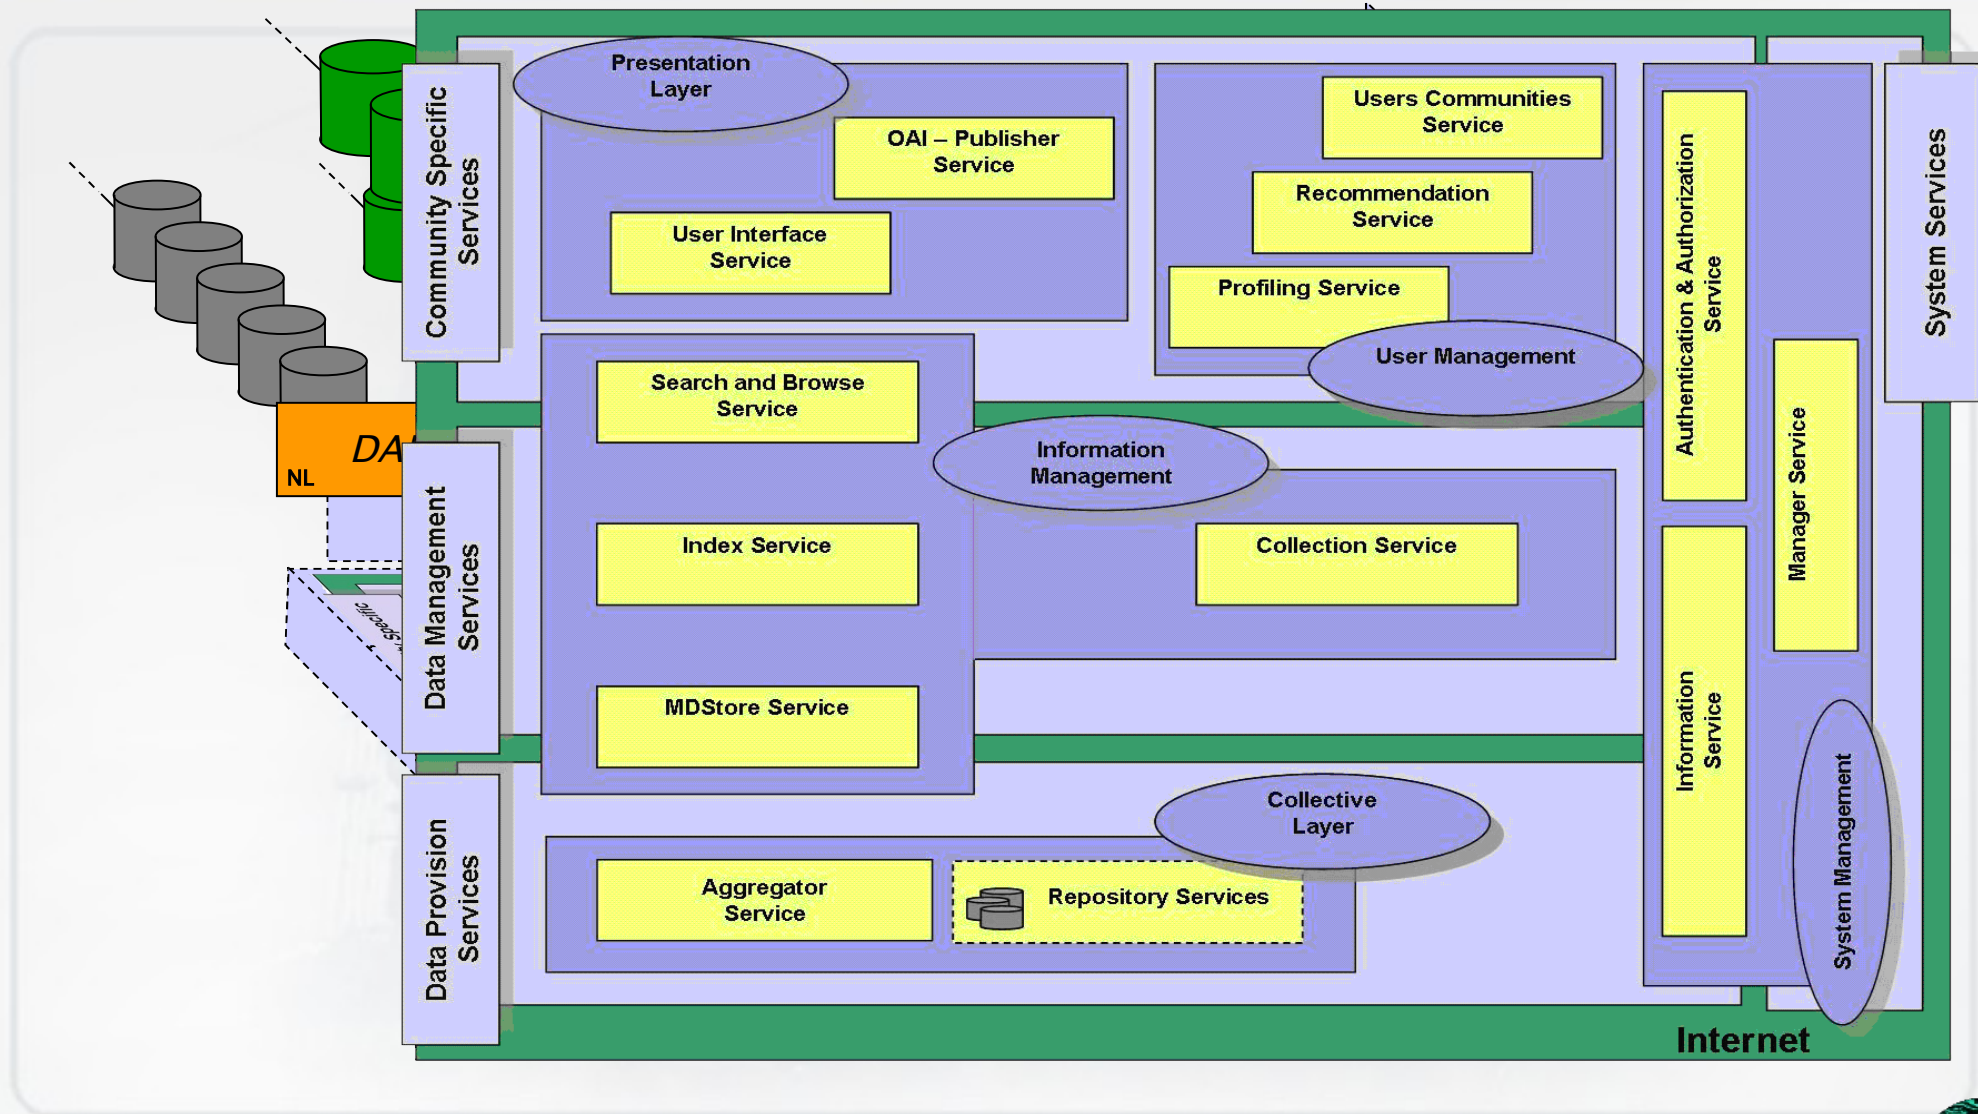 Community Specific
Services
Presentation
Layer
OAI – Publisher
Service
User Interface
Service
Users Communities
Service
Recommendation
Service
Profiling Service
User Management
Authentication & Authorization
Service
System Services
DA
NL
Data Management
Services
Search and Browse
Service
Information
Management
Index Service
Collection Service
MDStore Service
Manager Service
Information
Service
System Management
Specific
Data Provision
Services
Collective
Layer
Aggregator
Service
Repository Services
Internet